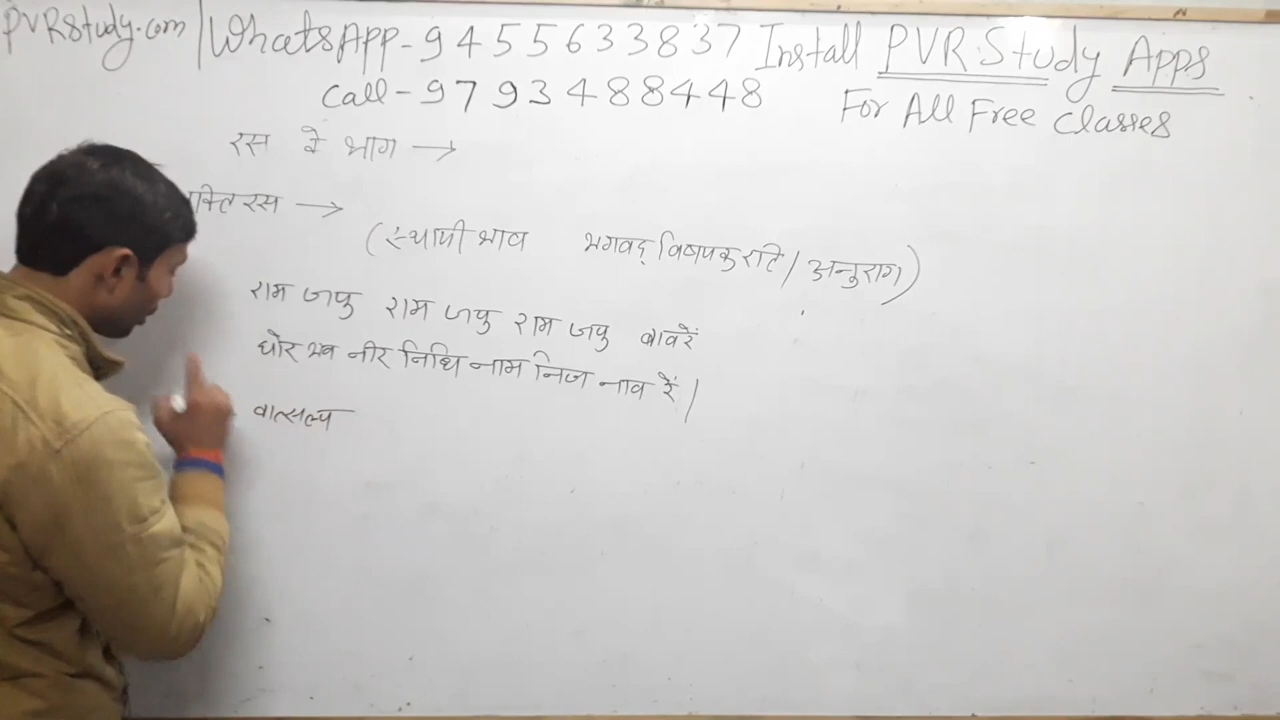 PVRStudy.com | WhatsApp - 9455633837 Install PVR Study Apps
Call - 9793488448 For All Free Classes
रस के भाग →
क्ति रस →
(स्थायी भाव भगवद् विषयक रति / अनुराग)
राम जपु राम जपु राम जपु बावरें
घोर भव नीर निधि नाम निज नाव रें |
वात्सल्य